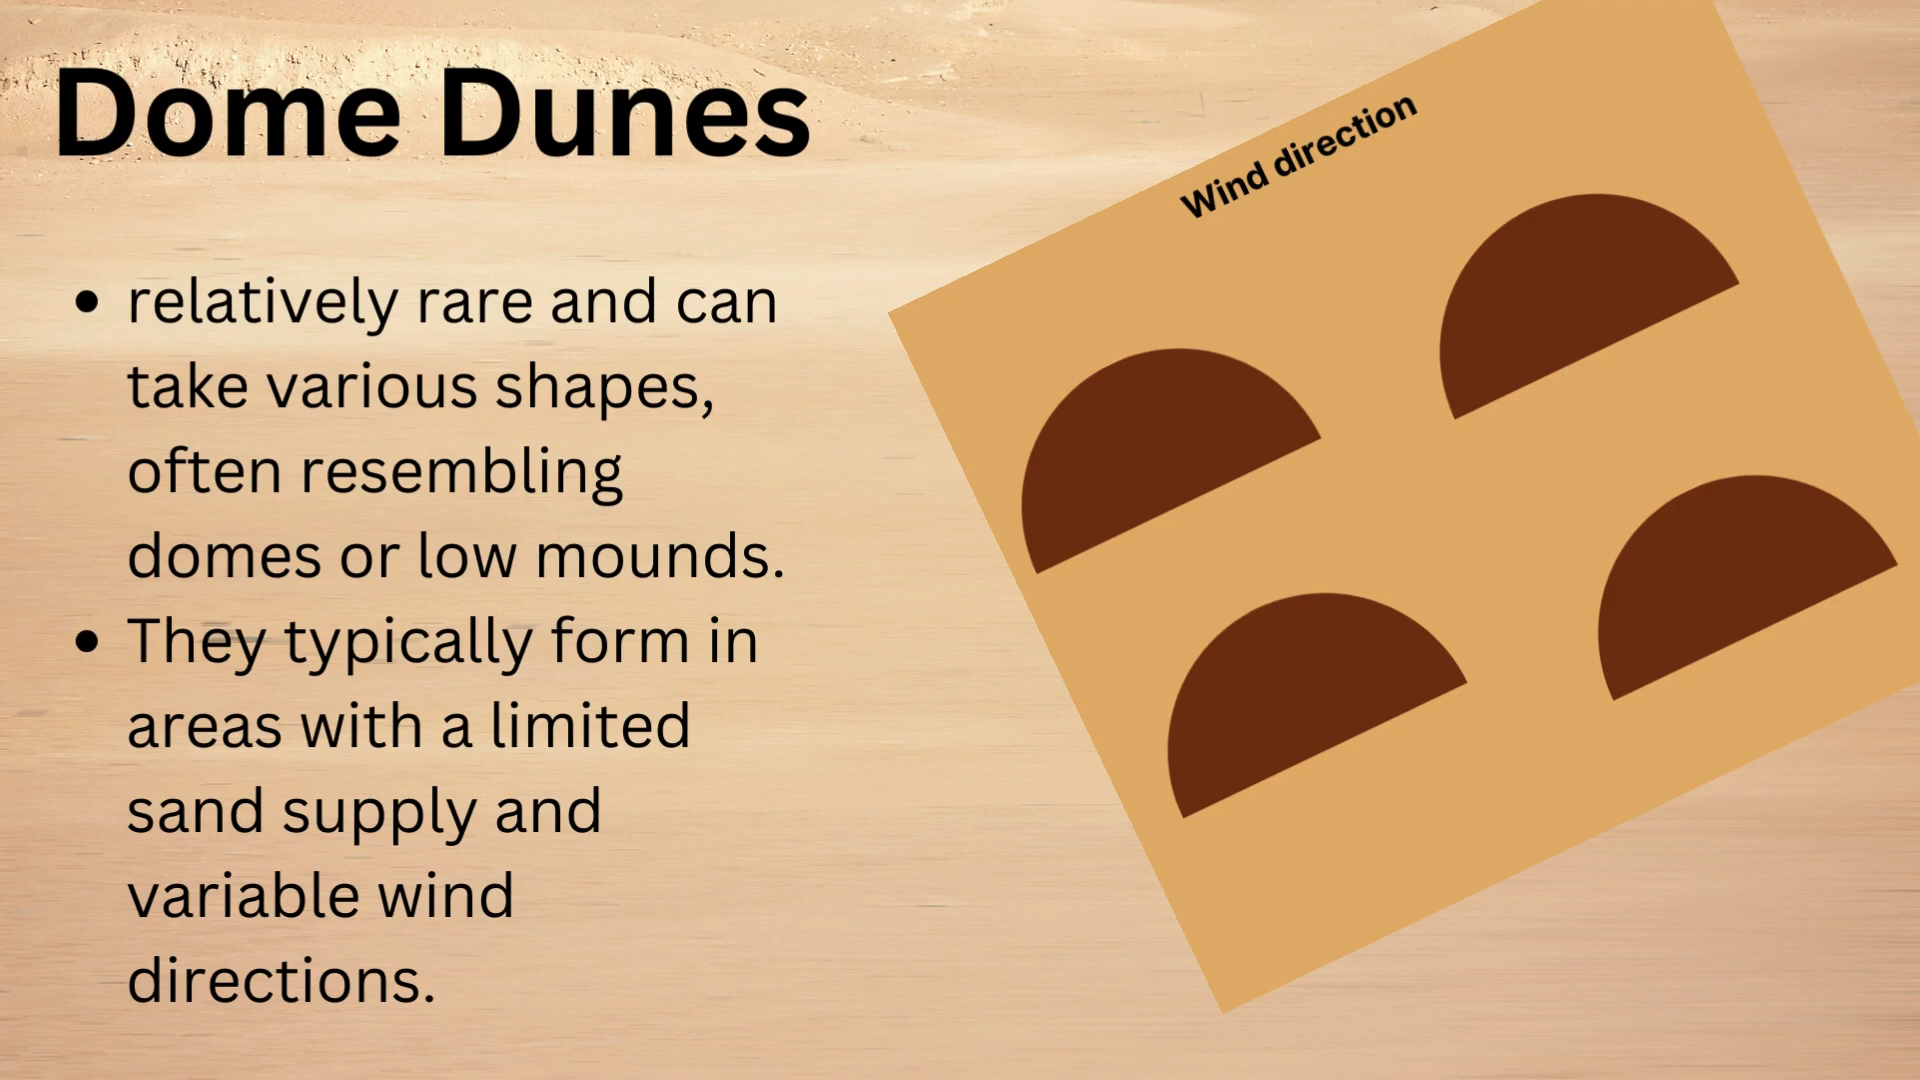 Dome Dunes
• relatively rare and can
take various shapes,
often resembling
domes or low mounds.
• They typically form in
areas with a limited
sand supply and
variable wind
directions.
Wind direction